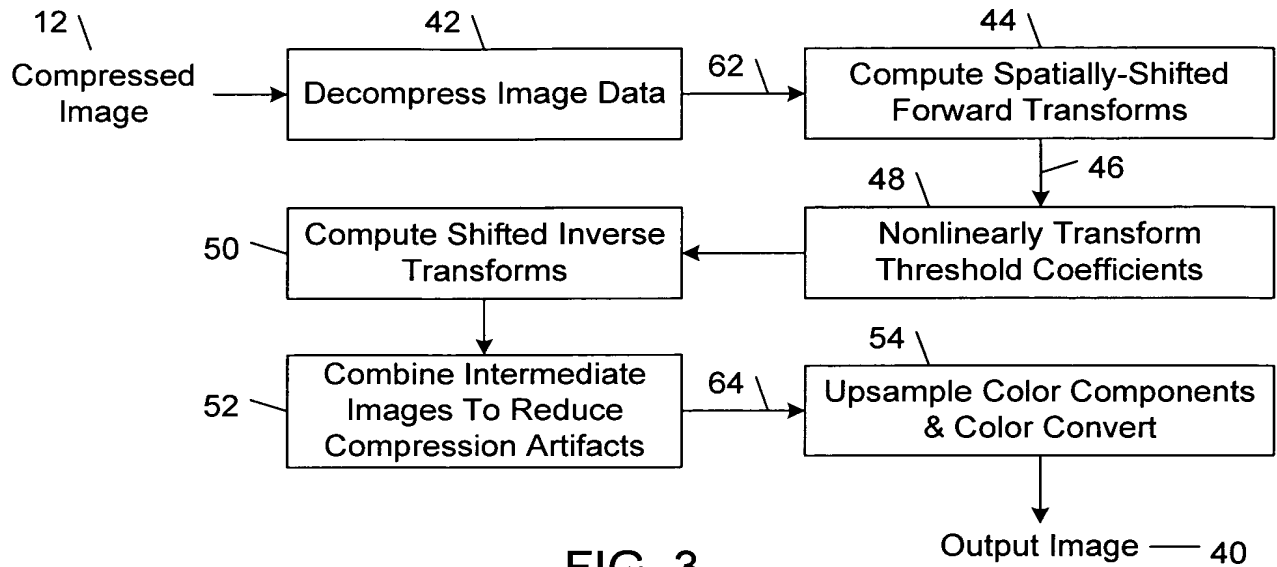 12
Compressed
Image
42
Decompress Image Data
62
44
Compute Spatially-Shifted
Forward Transforms
46
48
Nonlinearly Transform
Threshold Coefficients
50
Compute Shifted Inverse
Transforms
52
Combine Intermediate
Images To Reduce
Compression Artifacts
64
54
Upsample Color Components
& Color Convert
Output Image
40
FIG. 3